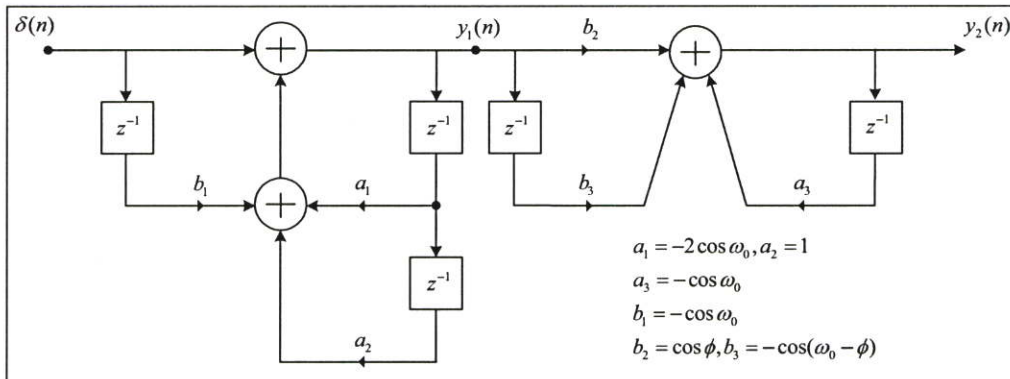 δ(n) y₁(n) b₂ y₂(n)
z⁻¹ z⁻¹ z⁻¹ z⁻¹
b₁ a₁ b₃ a₃
z⁻¹
a₂
a₁ = −2cos ω₀, a₂ = 1
a₃ = −cos ω₀
b₁ = −cos ω₀
b₂ = cos ϕ, b₃ = −cos(ω₀ − ϕ)